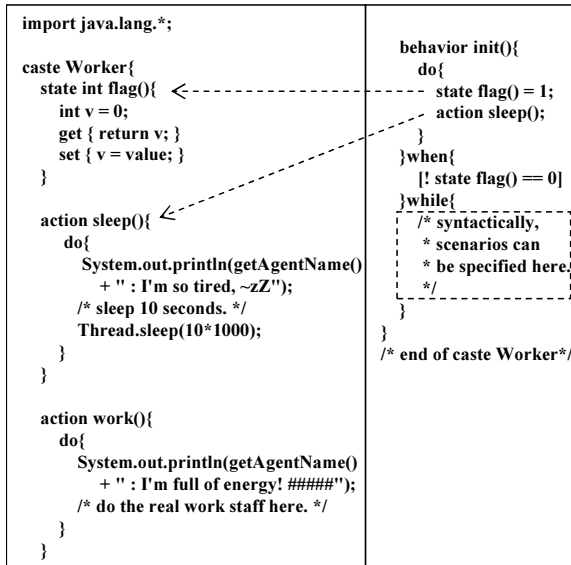 import java.lang.*;
caste Worker{
state int flag(){
int v = 0;
get { return v; }
set { v = value; }
}
action sleep(){
do{
System.out.println(getAgentName()
+ " : I'm so tired, ~zZ");
/* sleep 10 seconds. */
Thread.sleep(10*1000);
}
}
action work(){
do{
System.out.println(getAgentName()
+ " : I'm full of energy! #####");
/* do the real work staff here. */
}
}
behavior init(){
do{
state flag() = 1;
action sleep();
}
}when{
[! state flag() == 0]
}while{
/* syntactically,
* scenarios can
* be specified here.
*/
}
}
/* end of caste Worker*/